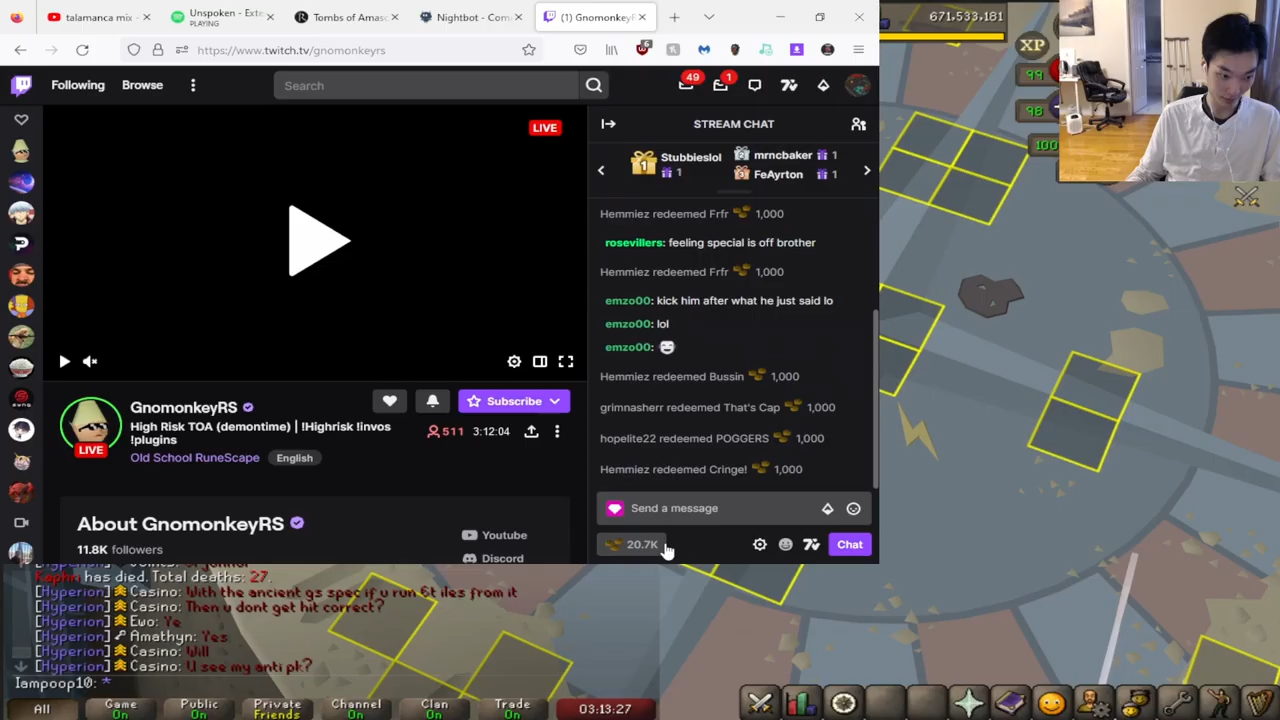 talamanca mix -
Unspoken - Exte
PLAYING
Tombs of Amasc
Nightbot - Com
(1) GnomonkeyR
https://www.twitch.tv/gnomonkeyrs
6
Following
Browse
Search
49
1
LIVE
STREAM CHAT
1
Stubbieslol
1
2
mrncbaker
1
3
FeAyrton
1
Hemmiez redeemed Frfr 1,000
rosevillers: feeling special is off brother
Hemmiez redeemed Frfr 1,000
emzo00: kick him after what he just said lo
emzo00: lol
emzo00:
Hemmiez redeemed Bussin 1,000
grimnasherr redeemed That's Cap 1,000
hopelite22 redeemed POGGERS 1,000
Hemmiez redeemed Cringe! 1,000
Send a message
20.7K
Chat
GnomonkeyRS
High Risk TOA (demontime) | !Highrisk !invos
!plugins
Old School RuneScape
English
LIVE
Subscribe
511
3:12:04
About GnomonkeyRS
11.8K followers
Youtube
Discord
671,533,181
XP
99
98
100
has died. Total deaths: 27.
[Hyperion] Casino: With the ancient gs spec if u run 6t iles from it
Then u dont get hit correct?
[Hyperion] Ewo: Ye
[Hyperion] Amathyn: Yes
[Hyperion] Casino: Will
[Hyperion] Casino: U see my anti pk?
Iampoop10: *
All
Game
On
Public
On
Private
Friends
Channel
On
Clan
On
Trade
On
03:13:27